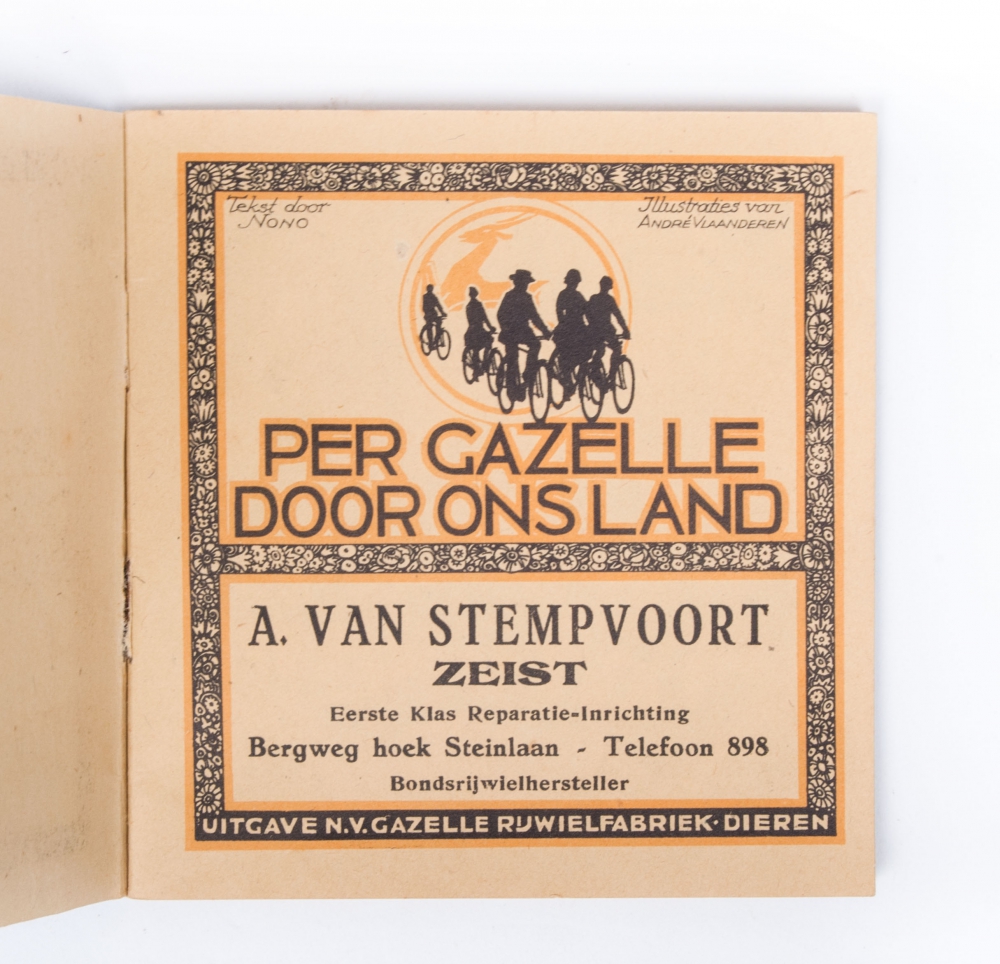 Tekst door
NONO
Illustraties van
ANDRÉ VLAANDEREN
PER GAZELLE
DOOR ONS LAND
A. VAN STEMPVOORT
ZEIST
Eerste Klas Reparatie-Inrichting
Bergweg hoek Steinlaan - Telefoon 898
Bondsrijwielhersteller
UITGAVE N.V. GAZELLE RIJWIELFABRIEK · DIEREN